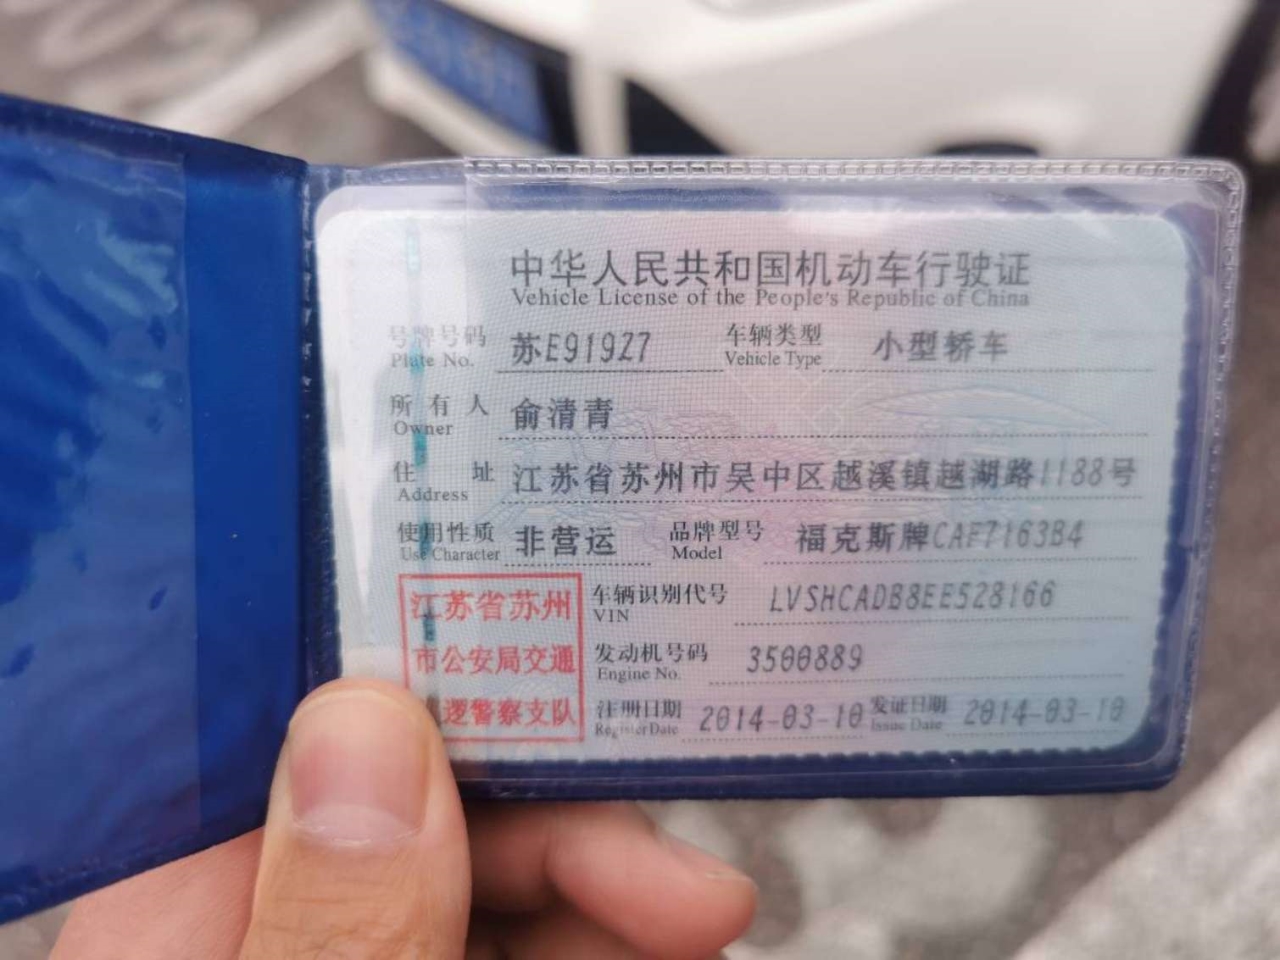 中华人民共和国机动车行驶证
Vehicle License of the People's Republic of China
号牌号码 苏E919Z7 车辆类型 小型轿车
Plate No. Vehicle Type
所有人 俞清青
Owner
住址 江苏省苏州市吴中区越溪镇越湖路1188号
Address
使用性质 非营运 品牌型号 福克斯牌CAF7163B4
Use Character Model
江苏省苏州
市公安局交通
逻警察支队
车辆识别代号 LVSHCADB8EE528166
VIN
发动机号码 3500889
Engine No.
注册日期 2014-03-10 发证日期 2014-03-10
Register Date Issue Date